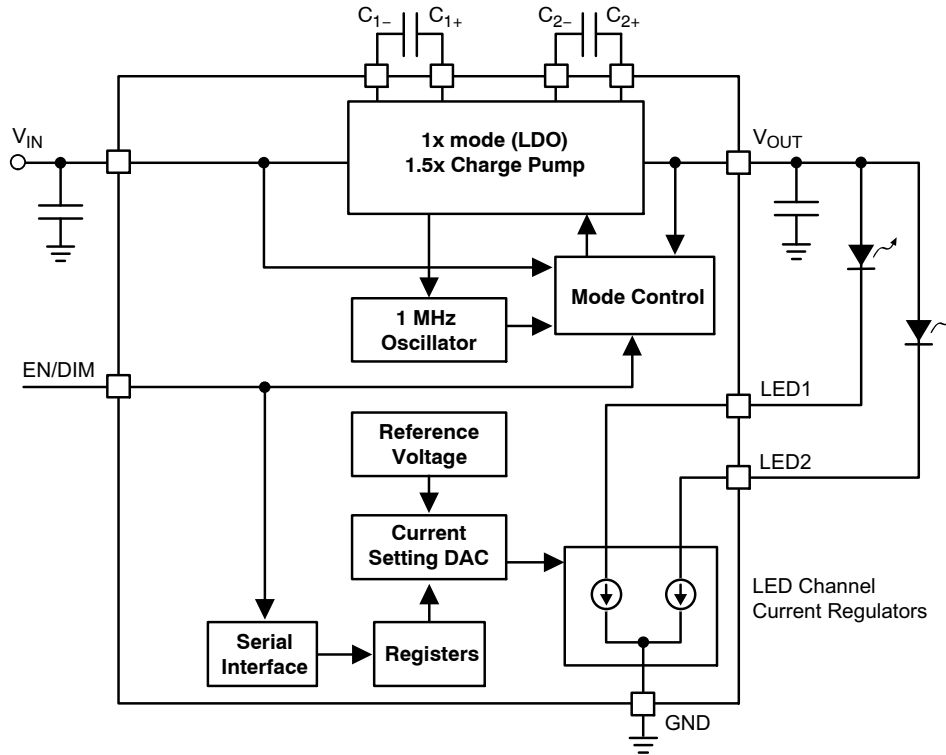 C1− C1+ C2− C2+
VIN
1x mode (LDO)
1.5x Charge Pump
VOUT
Mode Control
1 MHz
Oscillator
EN/DIM
LED1
Reference
Voltage
LED2
Current
Setting DAC
LED Channel
Current Regulators
Serial
Interface
Registers
GND